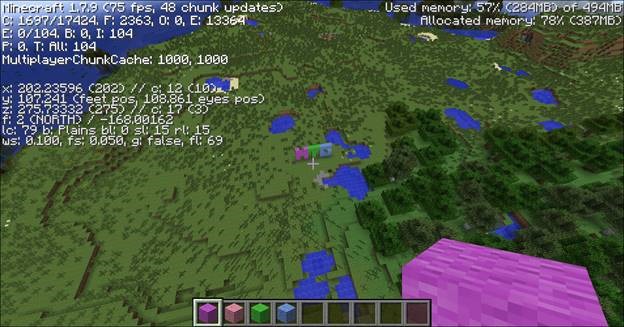 Minecraft 1.7.9 (75 fps, 48 chunk updates)
C: 1697/17424. F: 2363, O: 0, E: 13364
E: 0/104. B: 0, I: 104
P: 0. T: All: 104
MultiplayerChunkCache: 1000, 1000
x: 202.23596 (202) // c: 12 (10)
y: 107.241 (feet pos, 108.861 eyes pos)
z: 275.73332 (275) // c: 17 (3)
f: 2 (NORTH) / -168.00162
lc: 79 b: Plains bl: 0 sl: 15 rl: 15
ws: 0.100, fs: 0.050, g: false, fl: 69
Used memory: 57% (284MB) of 494MB
Allocated memory: 78% (387MB)